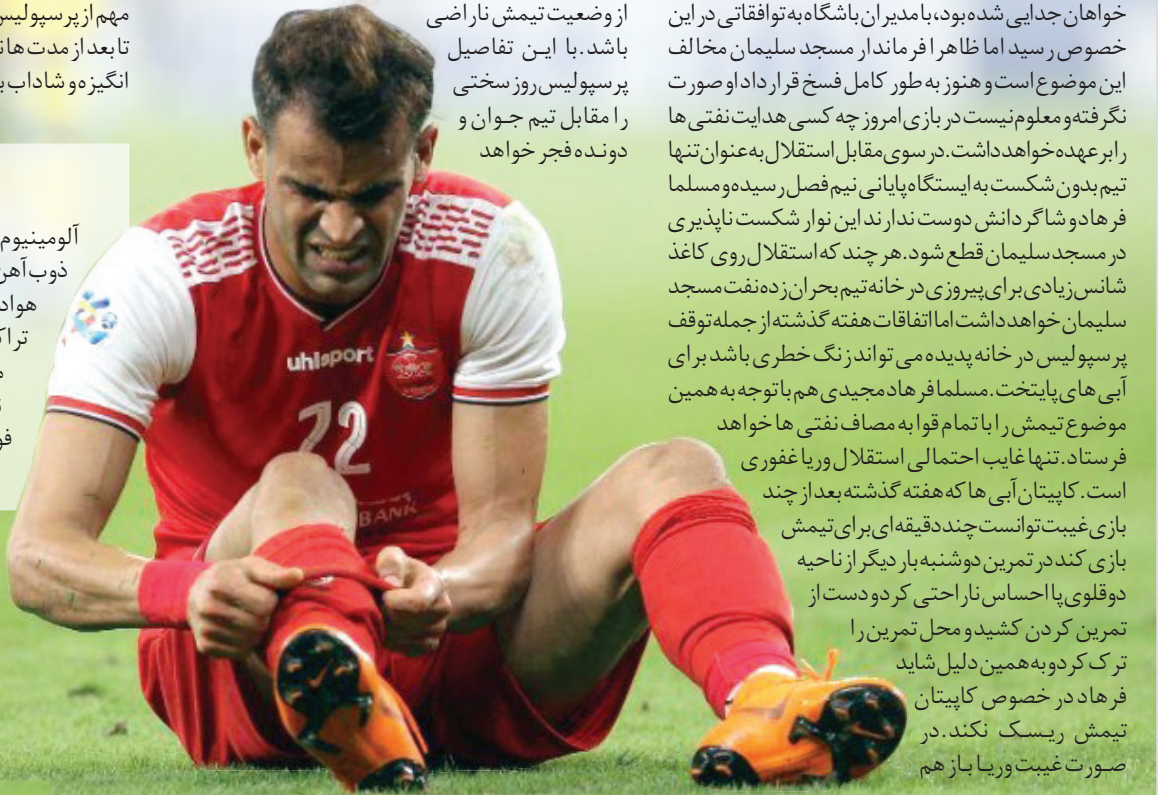 خواهان جدایی شده بود، با مدیران باشگاه به توافقاتی در این
خصوص رسید اما ظاهرا فرماندار مسجد سلیمان مخالف
این موضوع است و هنوز به طور کامل فسخ قرارداد او صورت
نگرفته و معلوم نیست در بازی امروز چه کسی هدایت نفتی ها
را بر عهده خواهد داشت. در سوی مقابل استقلال به عنوان تنها
تیم بدون شکست به ایستگاه پایانی نیم فصل رسیده و مسلما
فرهاد و شاگردانش دوست ندارند این نوار شکست ناپذیری
در مسجد سلیمان قطع شود. هر چند که استقلال روی کاغذ
شانس زیادی برای پیروزی در خانه تیم بحران زده نفت مسجد
سلیمان خواهد داشت اما اتفاقات هفته گذشته از جمله توقف
پرسپولیس در خانه پدیده می تواند زنگ خطری باشد برای
آبی های پایتخت. مسلما فرهاد مجیدی هم با توجه به همین
موضوع تیمش را با تمام قوا به مصاف نفتی ها خواهد
فرستاد. تنها غایب احتمالی استقلال وریا غفوری
است. کاپیتان آبی ها که هفته گذشته بعد از چند
بازی غیبت توانست چند دقیقه ای برای تیمش
بازی کند در تمرین دوشنبه بار دیگر از ناحیه
دوقلوی پا احساس ناراحتی کرد و دست از
تمرین کردن کشید و محل تمرین را
ترک کرد و به همین دلیل شاید
فرهاد در خصوص کاپیتان
تیمش ریسک نکند. در
صورت غیبت وریا باز هم
از وضعیت تیمش ناراضی
باشد. با این تفاصیل
پرسپولیس روز سختی
را مقابل تیم جوان و
دونده فجر خواهد
مهم از پرسپولیس
تا بعد از مدت ها
انگیزه و شاداب
آلومینیوم
ذوب آهن
هواد
uhlsport
72
BANK